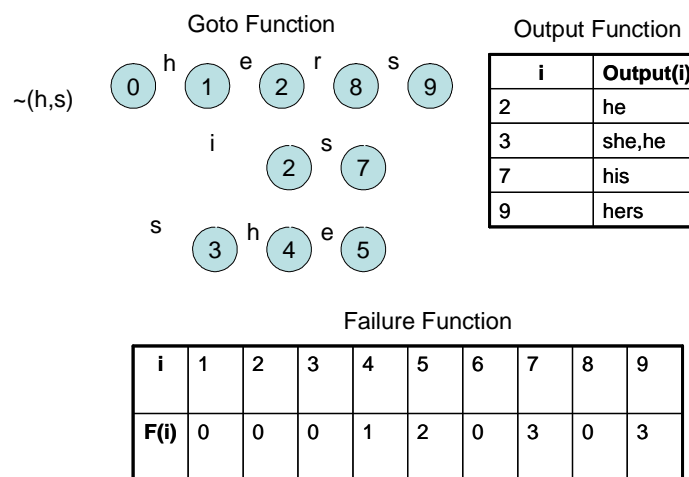 Goto Function
Output Function
h e r s
~(h,s) 0 1 2 8 9
i s
2 7
s h e
3 4 5
i Output(i)
2 he
3 she,he
7 his
9 hers
Failure Function
i 1 2 3 4 5 6 7 8 9
F(i) 0 0 0 1 2 0 3 0 3